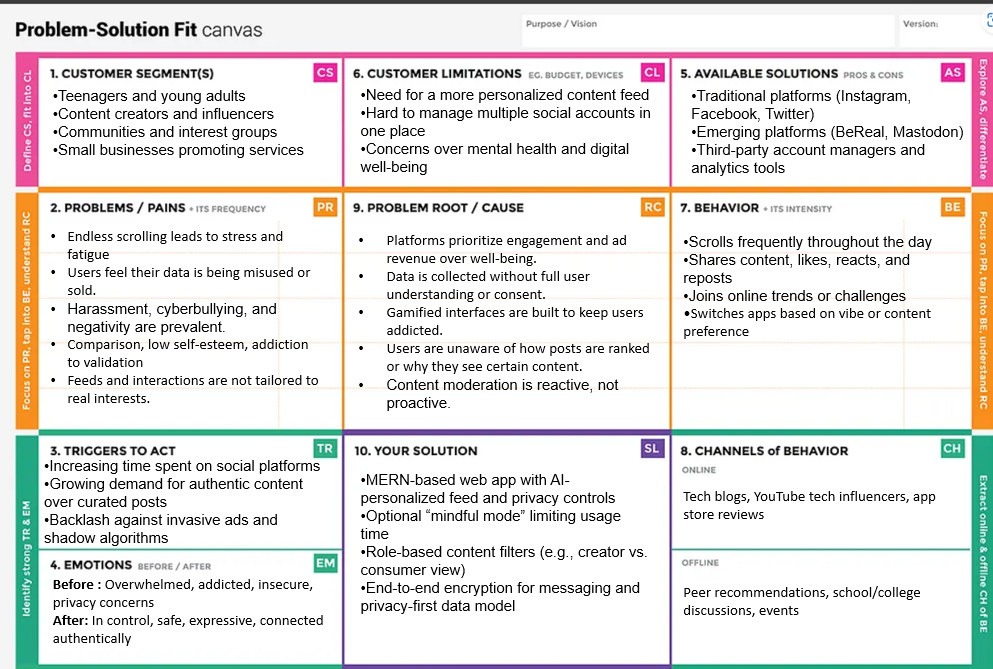 Problem-Solution Fit canvas
Purpose / Vision
Version:
Define CS, fit into CL
1. CUSTOMER SEGMENT(S)
CS
•Teenagers and young adults
•Content creators and influencers
•Communities and interest groups
•Small businesses promoting services
6. CUSTOMER LIMITATIONS EG. BUDGET, DEVICES
CL
•Need for a more personalized content feed
•Hard to manage multiple social accounts in
one place
•Concerns over mental health and digital
well-being
5. AVAILABLE SOLUTIONS PROS & CONS
AS
•Traditional platforms (Instagram,
Facebook, Twitter)
•Emerging platforms (BeReal, Mastodon)
•Third-party account managers and
analytics tools
Explore AS, differentiate
Focus on PR, tap into BE, understand RC
2. PROBLEMS / PAINS + ITS FREQUENCY
PR
• Endless scrolling leads to stress and
fatigue
• Users feel their data is being misused or
sold.
• Harassment, cyberbullying, and
negativity are prevalent.
• Comparison, low self-esteem, addiction
to validation
• Feeds and interactions are not tailored to
real interests.
9. PROBLEM ROOT / CAUSE
RC
• Platforms prioritize engagement and ad
revenue over well-being.
• Data is collected without full user
understanding or consent.
• Gamified interfaces are built to keep users
addicted.
• Users are unaware of how posts are ranked
or why they see certain content.
• Content moderation is reactive, not
proactive.
7. BEHAVIOR + ITS INTENSITY
BE
•Scrolls frequently throughout the day
•Shares content, likes, reacts, and
reposts
•Joins online trends or challenges
•Switches apps based on vibe or content
preference
Focus on PR, tap into BE, understand RC
Identify strong TR & EM
3. TRIGGERS TO ACT
TR
•Increasing time spent on social platforms
•Growing demand for authentic content
over curated posts
•Backlash against invasive ads and
shadow algorithms
4. EMOTIONS BEFORE / AFTER
EM
Before : Overwhelmed, addicted, insecure,
privacy concerns
After: In control, safe, expressive, connected
authentically
10. YOUR SOLUTION
SL
•MERN-based web app with AI-
personalized feed and privacy controls
•Optional “mindful mode” limiting usage
time
•Role-based content filters (e.g., creator vs.
consumer view)
•End-to-end encryption for messaging and
privacy-first data model
8. CHANNELS of BEHAVIOR
CH
ONLINE
Tech blogs, YouTube tech influencers, app
store reviews
OFFLINE
Peer recommendations, school/college
discussions, events
Extract online & offline CH of BE